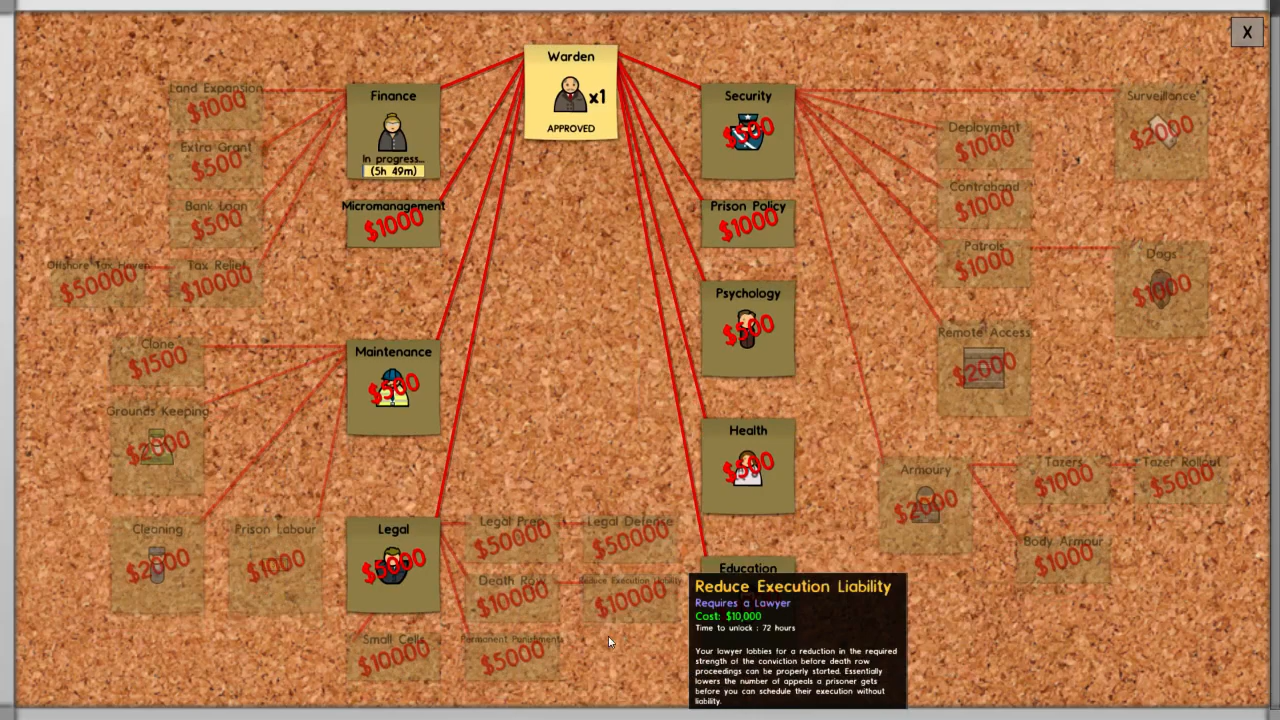 X
Warden
x1
APPROVED
Finance
In progress...
(5h 49m)
Land Expansion
$1000
Extra Grant
$500
Bank Loan
$500
Offshore Tax Haven
$50000
Tax Relief
$10000
Micromanagement
$1000
Clone
$1500
Maintenance
$500
Grounds Keeping
$2000
Cleaning
$2000
Prison Labour
$1000
Legal
$5000
Legal Prep
$50000
Legal Defense
$50000
Death Row
$10000
Reduce Execution Liability
$10000
Small Cells
$10000
Permanent Punishments
$5000
Security
$500
Prison Policy
$1000
Psychology
$500
Health
$500
Education
Deployment
$1000
Contraband
$1000
Patrols
$1000
Surveillance
$2000
Dogs
Remote Access
$2000
Armoury
$2000
Tazers
$1000
Tazer Rollout
$5000
Body Armour
$1000
Reduce Execution Liability
Requires a Lawyer
Cost: $10,000
Time to unlock : 72 hours
Your lawyer lobbies for a reduction in the required
strength of the conviction before death row
proceedings can be properly started. Essentially
lowers the number of appeals a prisoner gets
before you can schedule their execution without
liability.